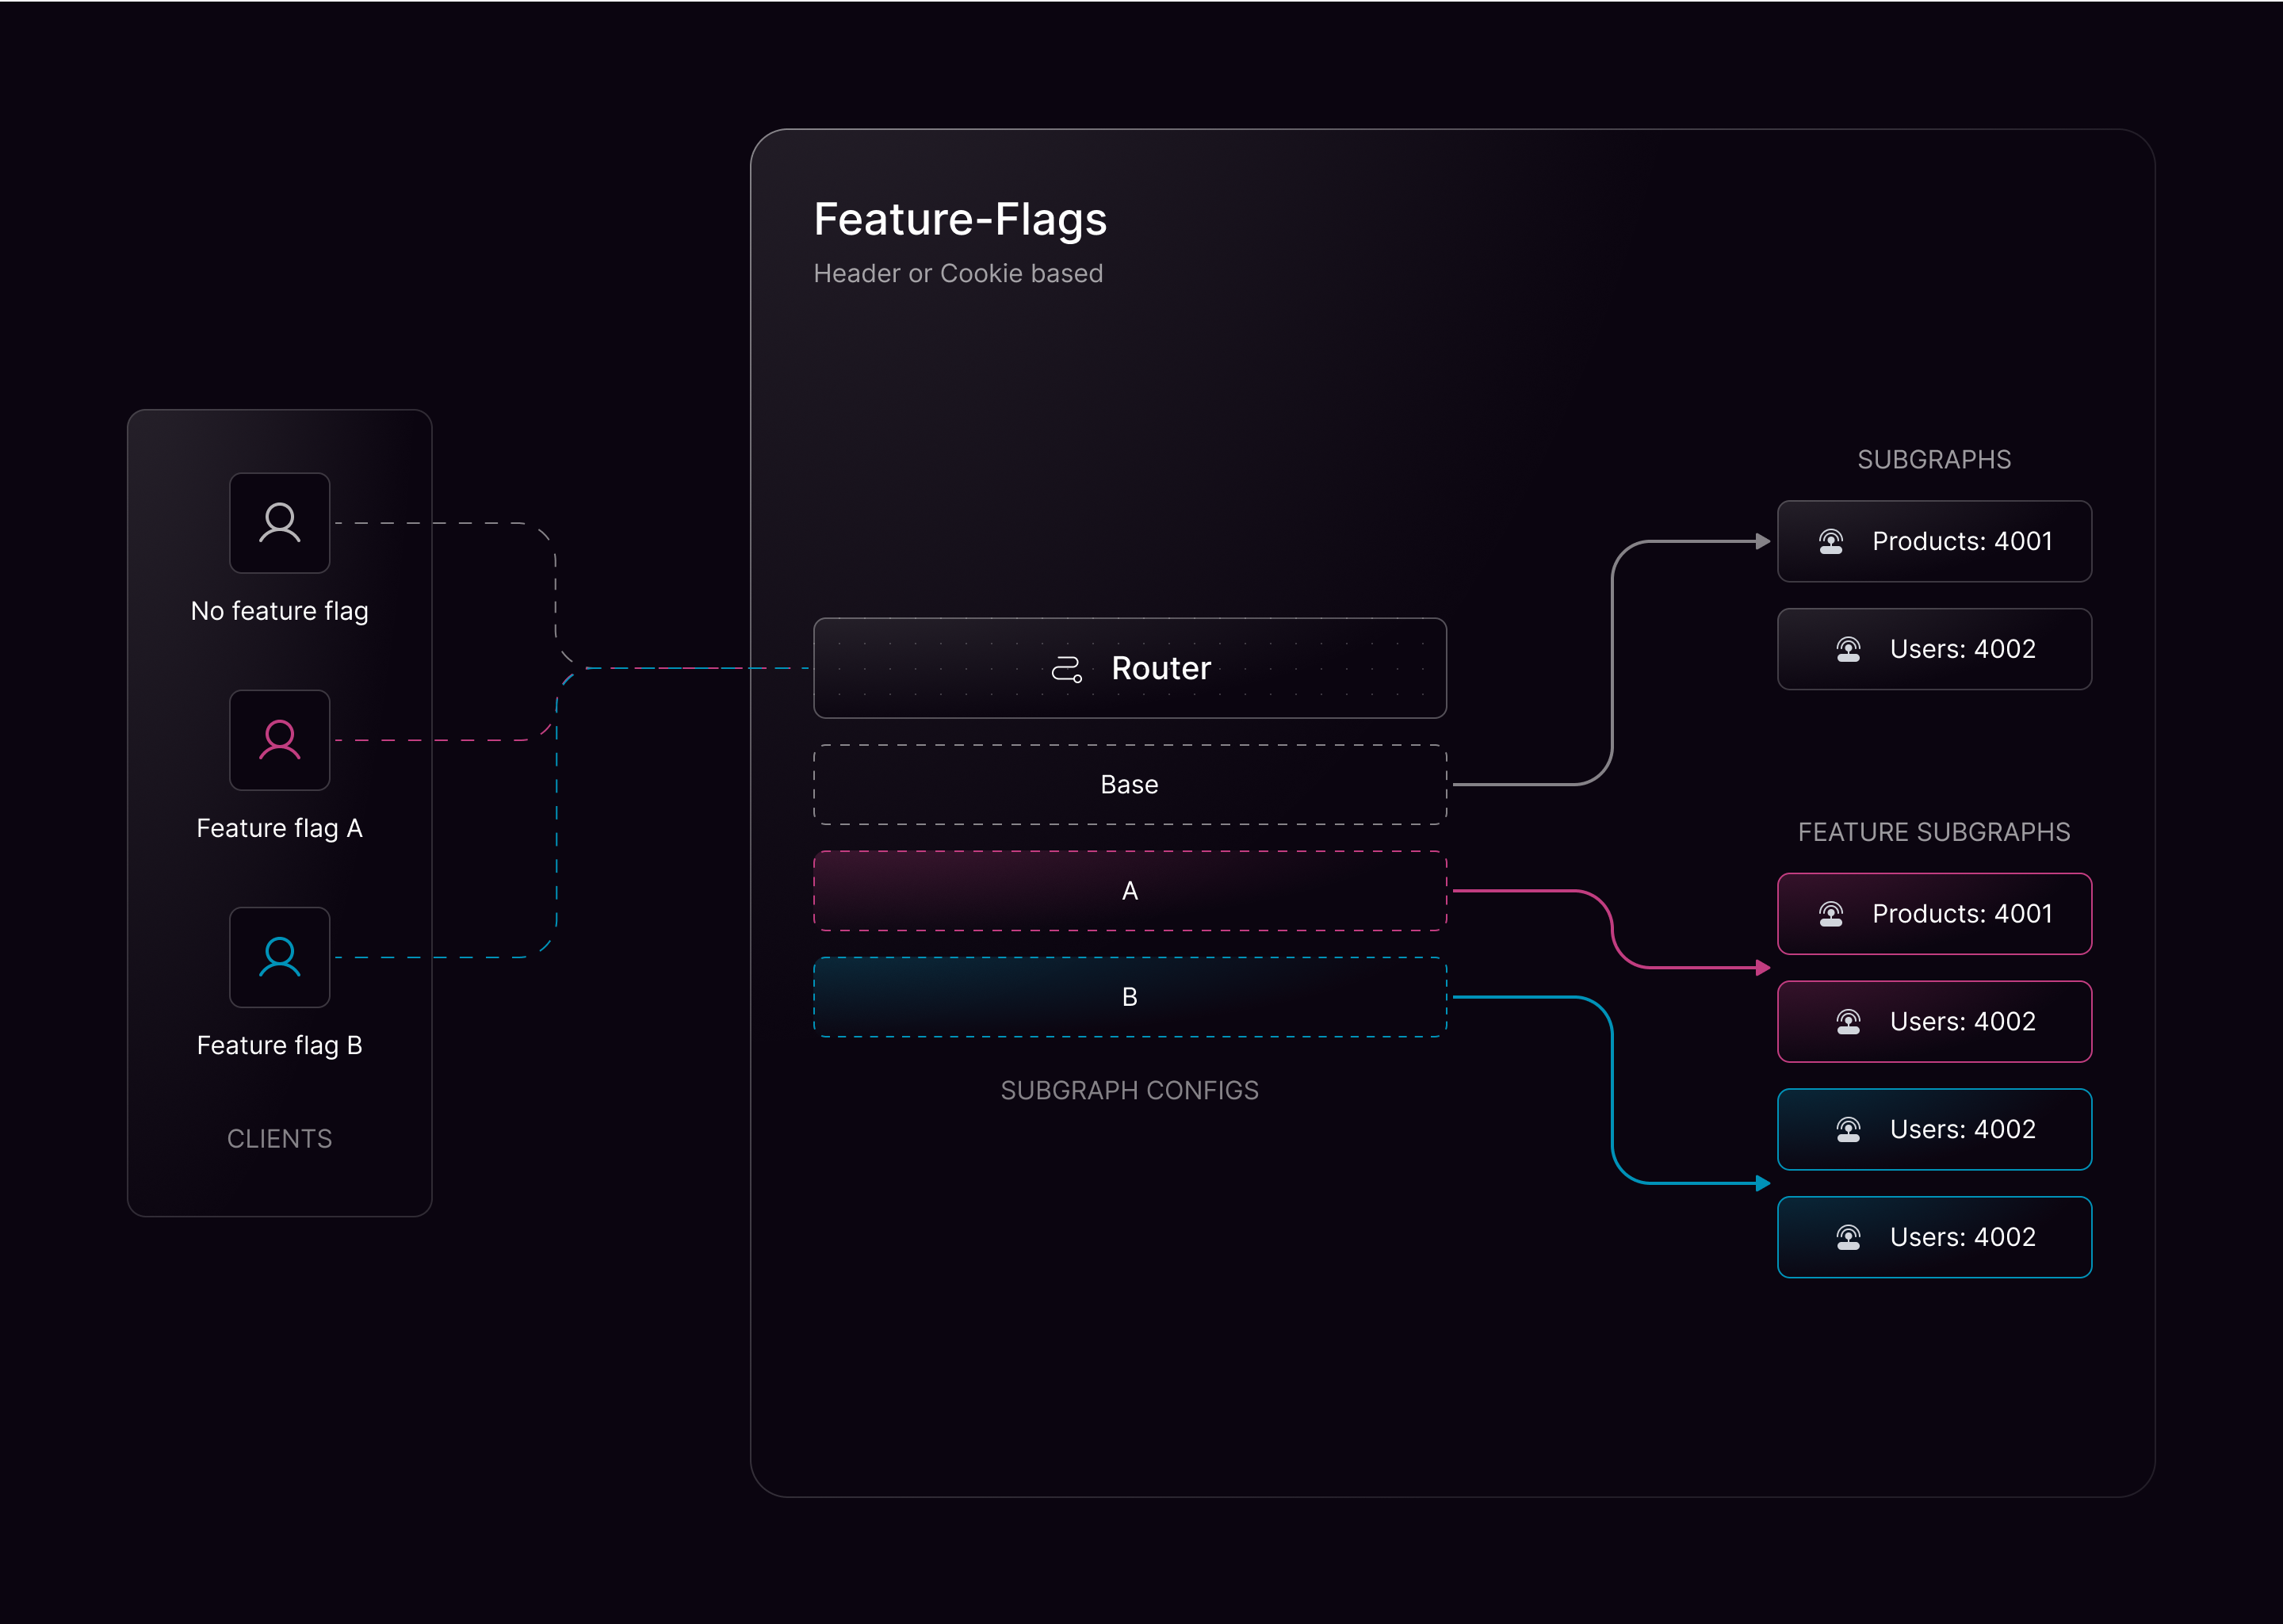 Feature-Flags
Header or Cookie based
No feature flag
Feature flag A
Feature flag B
CLIENTS
Router
Base
A
B
SUBGRAPH CONFIGS
SUBGRAPHS
Products: 4001
Users: 4002
FEATURE SUBGRAPHS
Products: 4001
Users: 4002
Users: 4002
Users: 4002